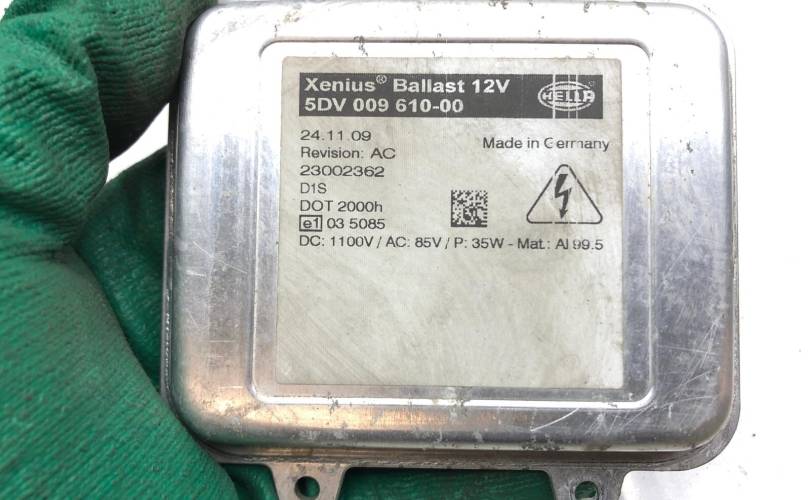 Xenius® Ballast 12V
5DV 009 610-00
HELLA
24.11.09
Made in Germany
Revision: AC
23002362
D1S
DOT 2000h
e1 03 5085
DC: 1100V / AC: 85V / P: 35W - Mat.: Al 99.5